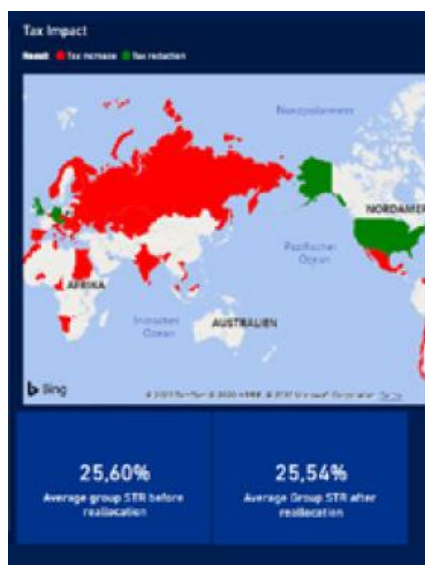 Tax Impact
Result Tax increase Tax reduction
Nordpolarmeer
NORDAMER
Pazifischer
Ozean
AFRIKA
Indischer
Ozean
AUSTRALIEN
Bing
25,60%
25,54%
Average group STR before
reallocation
Average Group STR after
reallocation